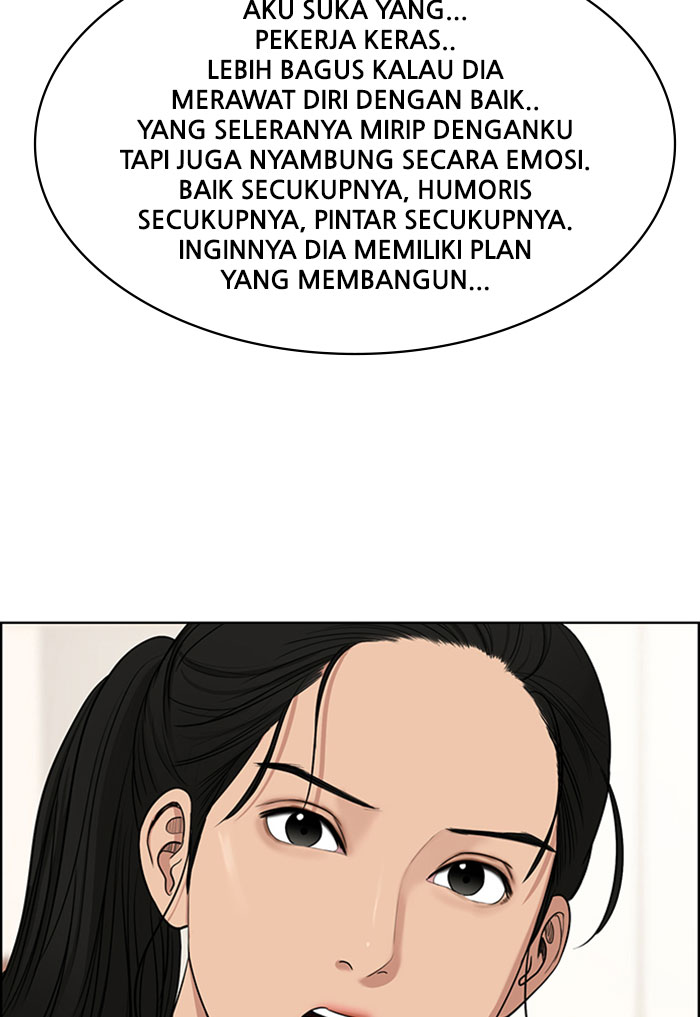 AKU SUKA YANG...
PEKERJA KERAS..
LEBIH BAGUS KALAU DIA
MERAWAT DIRI DENGAN BAIK..
YANG SELERANYA MIRIP DENGANKU
TAPI JUGA NYAMBUNG SECARA EMOSI.
BAIK SECUKUPNYA, HUMORIS
SECUKUPNYA, PINTAR SECUKUPNYA.
INGINNYA DIA MEMILIKI PLAN
YANG MEMBANGUN...